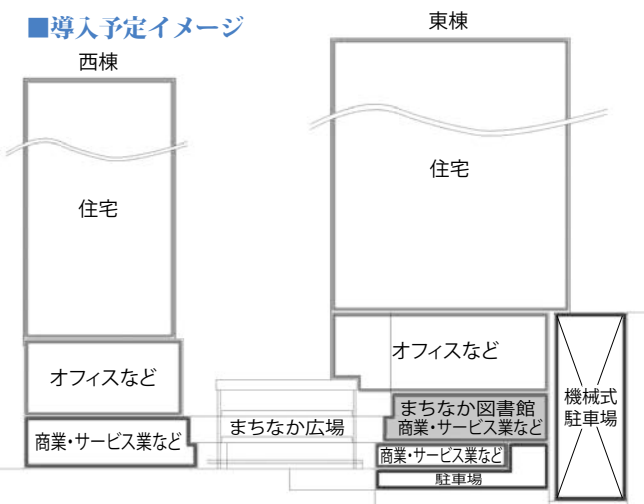 ■導入予定イメージ
西棟
東棟
住宅
住宅
オフィスなど
オフィスなど
商業・サービス業など
まちなか広場
まちなか図書館
商業・サービス業など
商業・サービス業など
駐車場
機械式
駐車場